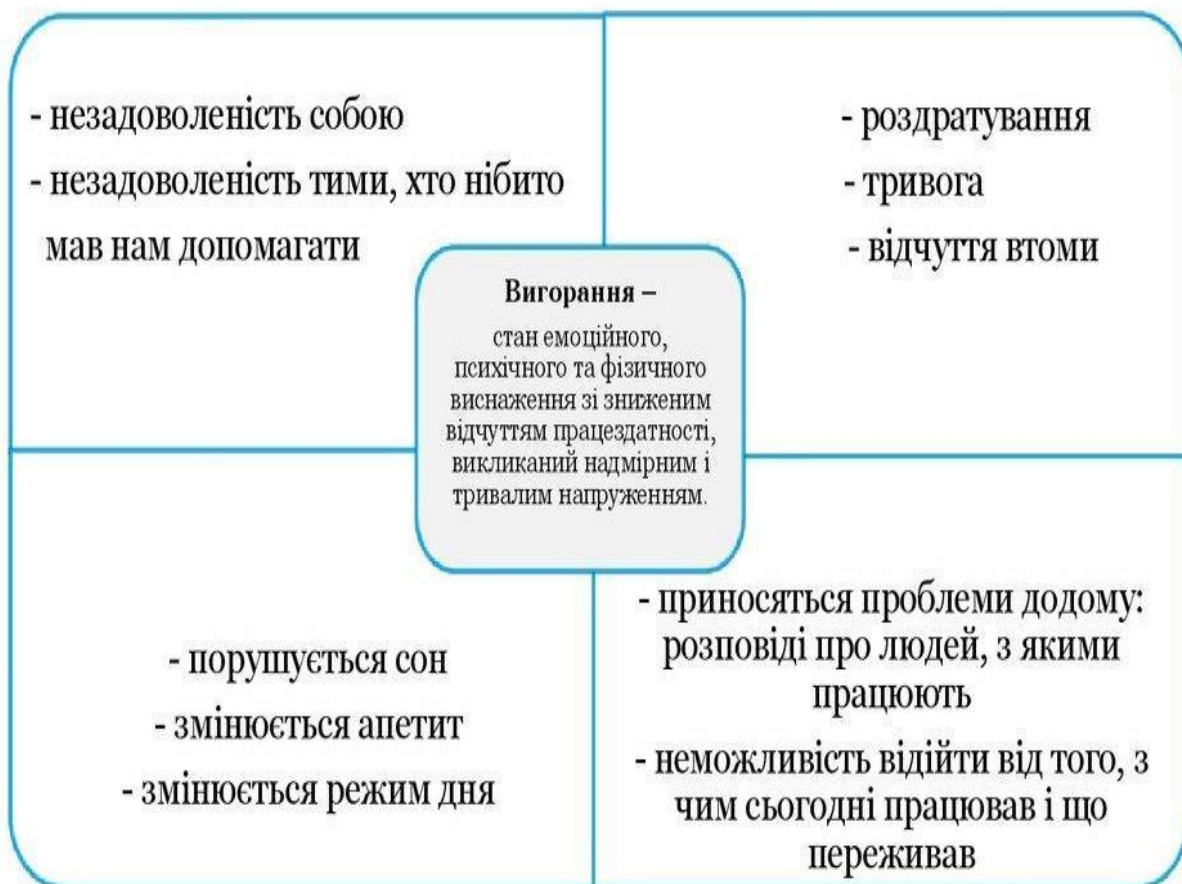 - незадоволеність собою
- незадоволеність тими, хто нібито
мав нам допомагати
- роздратування
- тривога
- відчуття втоми
Вигорання –
стан емоційного,
психічного та фізичного
виснаження зі зниженим
відчуттям працездатності,
викликаний надмірним і
тривалим напруженням.
- порушується сон
- змінюється апетит
- змінюється режим дня
- приносяться проблеми додому:
розповіді про людей, з якими
працюють
- неможливість відійти від того, з
чим сьогодні працював і що
переживав